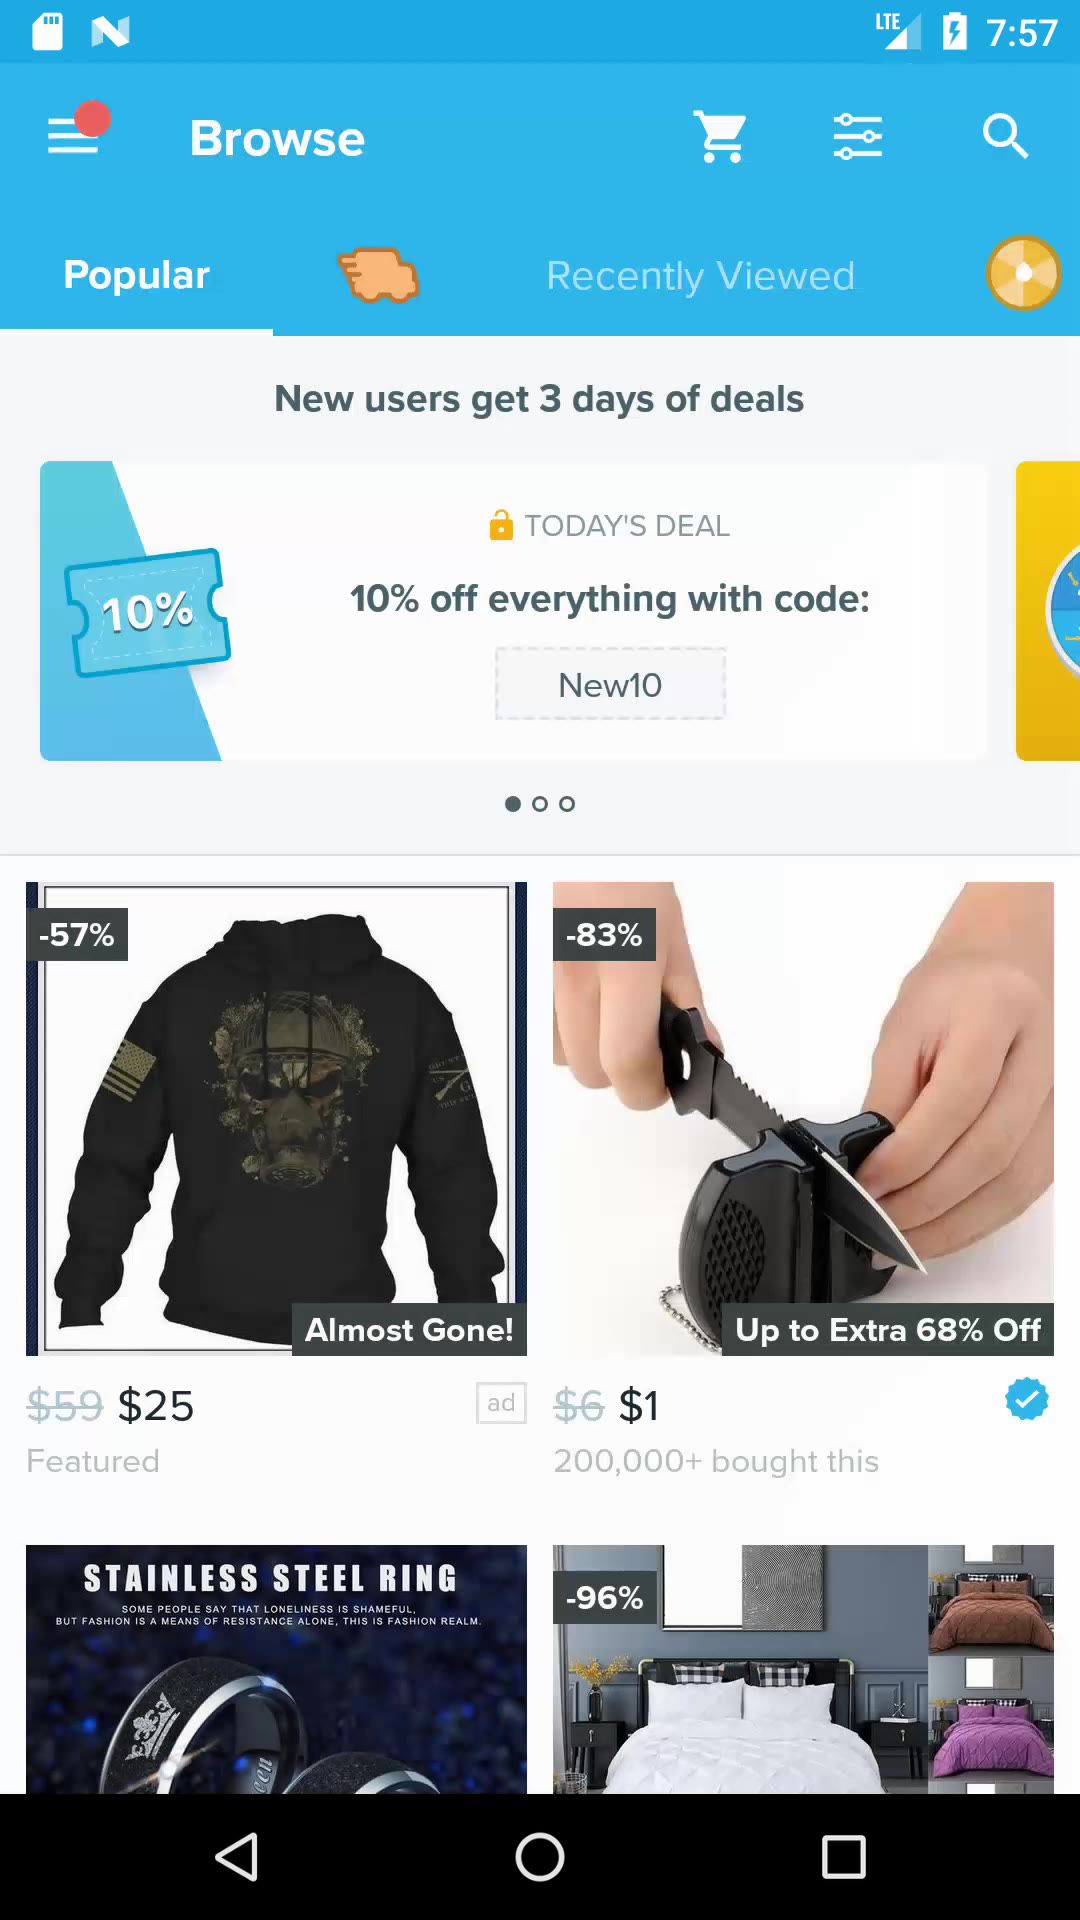 LTE 7:57
Browse
Popular
Recently Viewed
New users get 3 days of deals
TODAY'S DEAL
10%
10% off everything with code:
New10
-57%
-83%
Almost Gone!
Up to Extra 68% Off
$59 $25
ad
$6 $1
Featured
200,000+ bought this
STAINLESS STEEL RING
SOME PEOPLE SAY THAT LONELINESS IS SHAMEFUL,
BUT FASHION IS A MEANS OF RESISTANCE ALONE, THIS IS FASHION REALM.
-96%